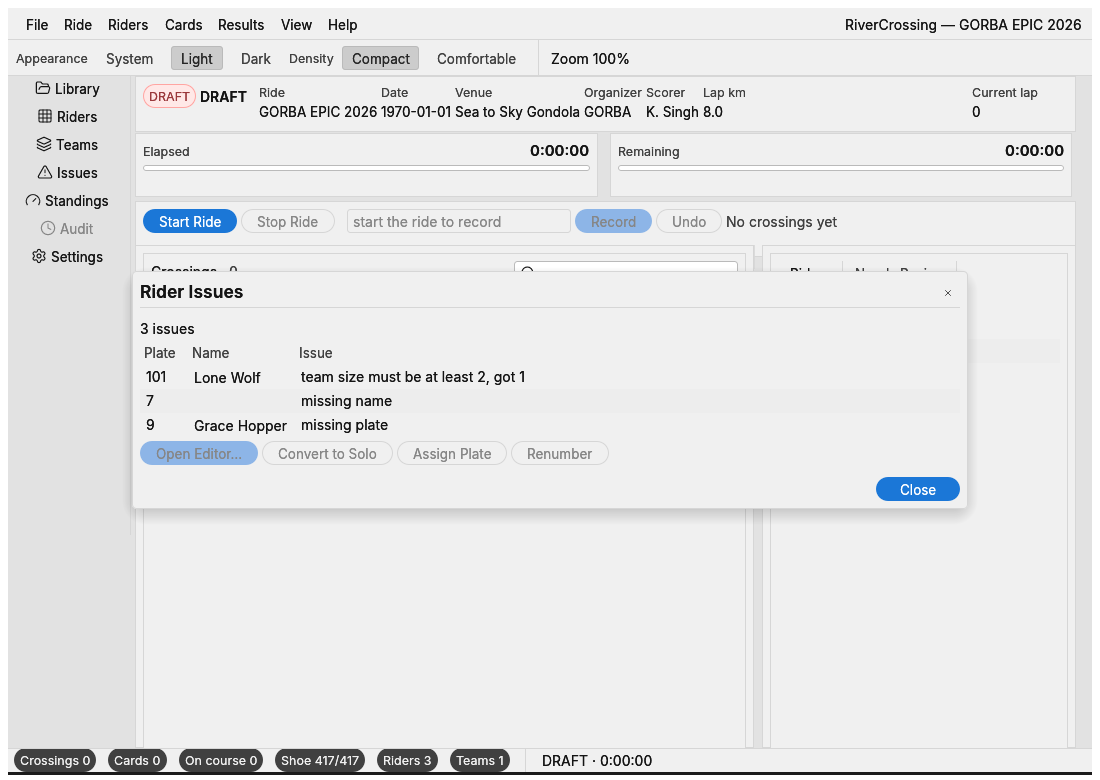 File Ride Riders Cards Results View Help RiverCrossing — GORBA EPIC 2026
Appearance System Light Dark Density Compact Comfortable Zoom 100%
Library
Riders
Teams
Issues
Standings
Audit
Settings
DRAFT DRAFT
Ride Date Venue Organizer Scorer Lap km Current lap
GORBA EPIC 2026 1970-01-01 Sea to Sky Gondola GORBA K. Singh 8.0 0
Elapsed 0:00:00 Remaining 0:00:00
Start Ride Stop Ride start the ride to record Record Undo No crossings yet
Crossings 0
Rider Issues
3 issues
Plate Name Issue
101 Lone Wolf team size must be at least 2, got 1
7 missing name
9 Grace Hopper missing plate
Open Editor... Convert to Solo Assign Plate Renumber
Close
Crossings 0 Cards 0 On course 0 Shoe 417/417 Riders 3 Teams 1 DRAFT · 0:00:00